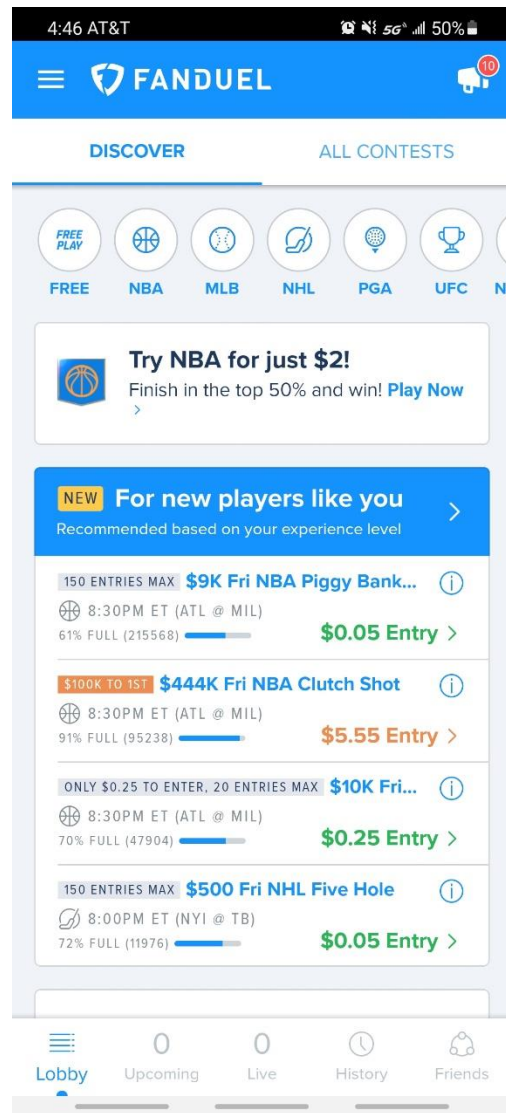 4:46 AT&T 5G 50%
10
FANDUEL
DISCOVER ALL CONTESTS
FREE PLAY
FREE NBA MLB NHL PGA UFC N
Try NBA for just $2!
Finish in the top 50% and win! Play Now >
NEW For new players like you >
Recommended based on your experience level
150 ENTRIES MAX $9K Fri NBA Piggy Bank...
8:30PM ET (ATL @ MIL)
61% FULL (215568) $0.05 Entry >
$100K TO 1ST $444K Fri NBA Clutch Shot
8:30PM ET (ATL @ MIL)
91% FULL (95238) $5.55 Entry >
ONLY $0.25 TO ENTER, 20 ENTRIES MAX $10K Fri...
8:30PM ET (ATL @ MIL)
70% FULL (47904) $0.25 Entry >
150 ENTRIES MAX $500 Fri NHL Five Hole
8:00PM ET (NYI @ TB)
72% FULL (11976) $0.05 Entry >
0 0
Lobby Upcoming Live History Friends